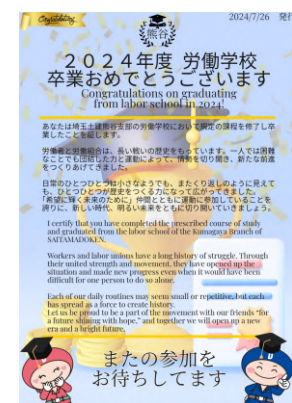 Congratulations
2024/7/26 発行
熊谷
２０２４年度 労働学校
卒業おめでとうございます
Congratulations on graduating
from labor school in 2024!
あなたは埼玉土建熊谷支部の労働学校において規定の課程を修了し卒
業したことを証します。
労働者と労働組合は、長い戦いの歴史をもっています。一人では困難
なことでも団結した力と運動によって、情勢を切り開き、新たな前進
をつくりあげてきました。
日常のひとつひとつは小さなようでも、またくり返しのように見えて
も、ひとつひとつが歴史をつくる力になって広がってきました。
「希望に輝く未来のために」仲間とともに運動に参加していることを
誇りに、新しい時代、明るい未来をともに切り開いていきましょう。
I certify that you have completed the prescribed course of study
and graduated from the labor school of the Kumagaya Branch of
SAITAMADOKEN.
Workers and labor unions have a long history of struggle. Through
their united strength and movement, they have opened up the
situation and made new progress even when it would have been
difficult for one person to do so alone.
Each of our daily routines may seem small or repetitive, but each
has spread as a force to create history.
Let us be proud to be a part of the movement with our friends "for
a future shining with hope," and together we will open up a new
era and a bright future.
またの参加を
お待ちしてます